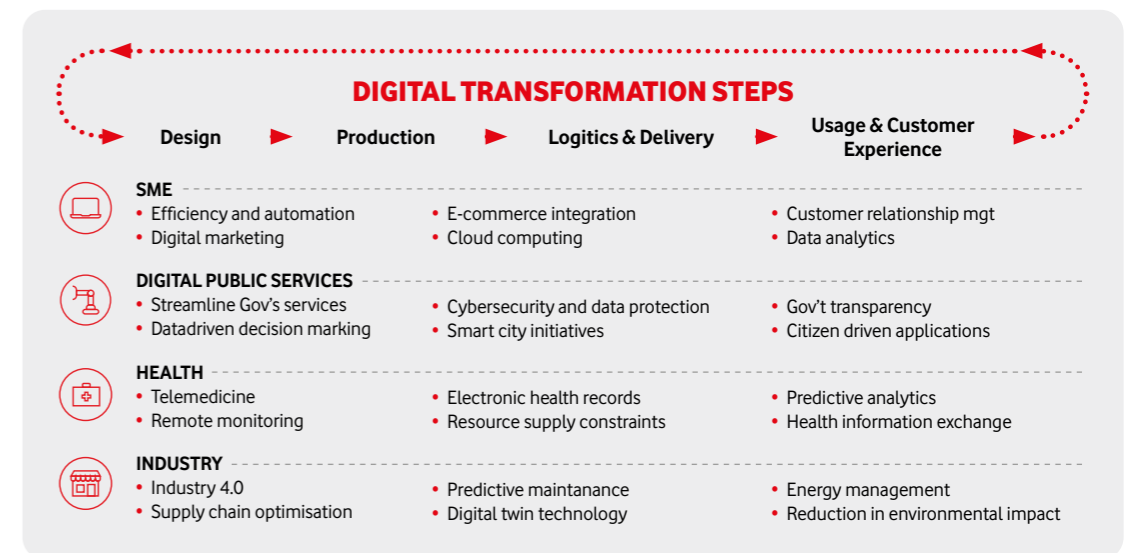 DIGITAL TRANSFORMATION STEPS
Design
Production
Logitics & Delivery
Usage & Customer
Experience
SME
• Efficiency and automation
• Digital marketing
• E-commerce integration
• Cloud computing
• Customer relationship mgt
• Data analytics
DIGITAL PUBLIC SERVICES
• Streamline Gov's services
• Datadriven decision marking
• Cybersecurity and data protection
• Smart city initiatives
• Gov't transparency
• Citizen driven applications
HEALTH
• Telemedicine
• Remote monitoring
• Electronic health records
• Resource supply constraints
• Predictive analytics
• Health information exchange
INDUSTRY
• Industry 4.0
• Supply chain optimisation
• Predictive maintanance
• Digital twin technology
• Energy management
• Reduction in environmental impact